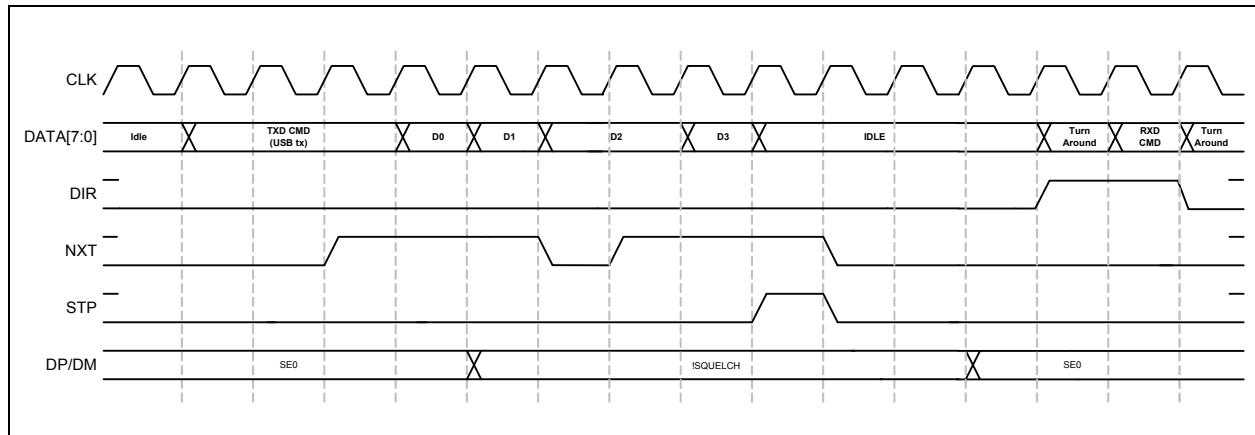 CLK
DATA[7:0]
Idle
TXD CMD
(USB tx)
D0
D1
D2
D3
IDLE
Turn
Around
RXD
CMD
Turn
Around
DIR
NXT
STP
DP/DM
SE0
!SQUELCH
SE0